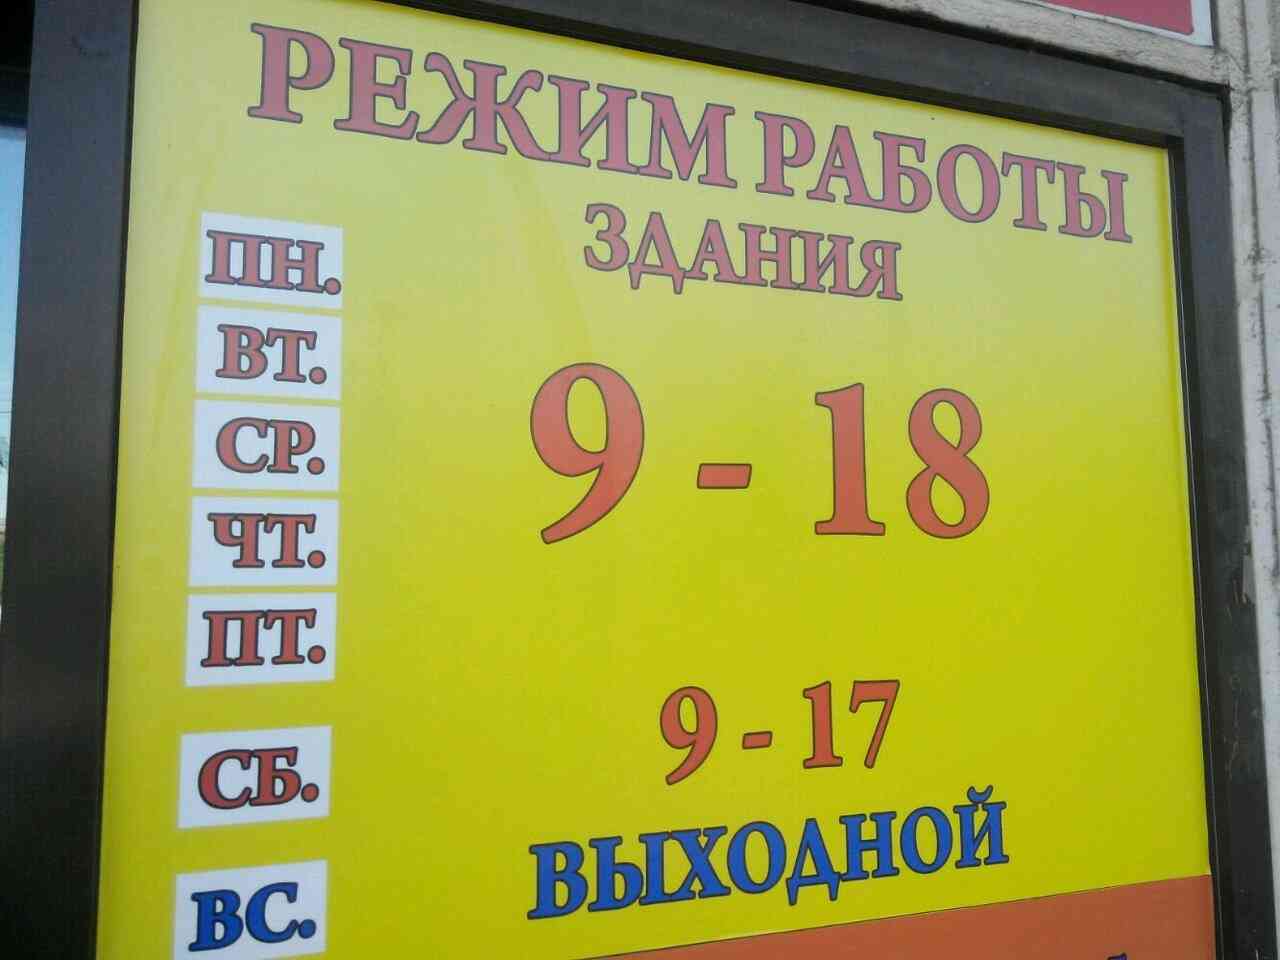 РЕЖИМ РАБОТЫ
ЗДАНИЯ
ПН.
ВТ.
СР.
ЧТ.
ПТ.
9 - 18
СБ.
9 - 17
ВС.
ВЫХОДНОЙ